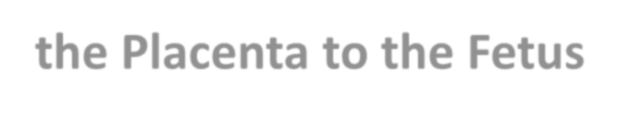 the Placenta to the Fetus